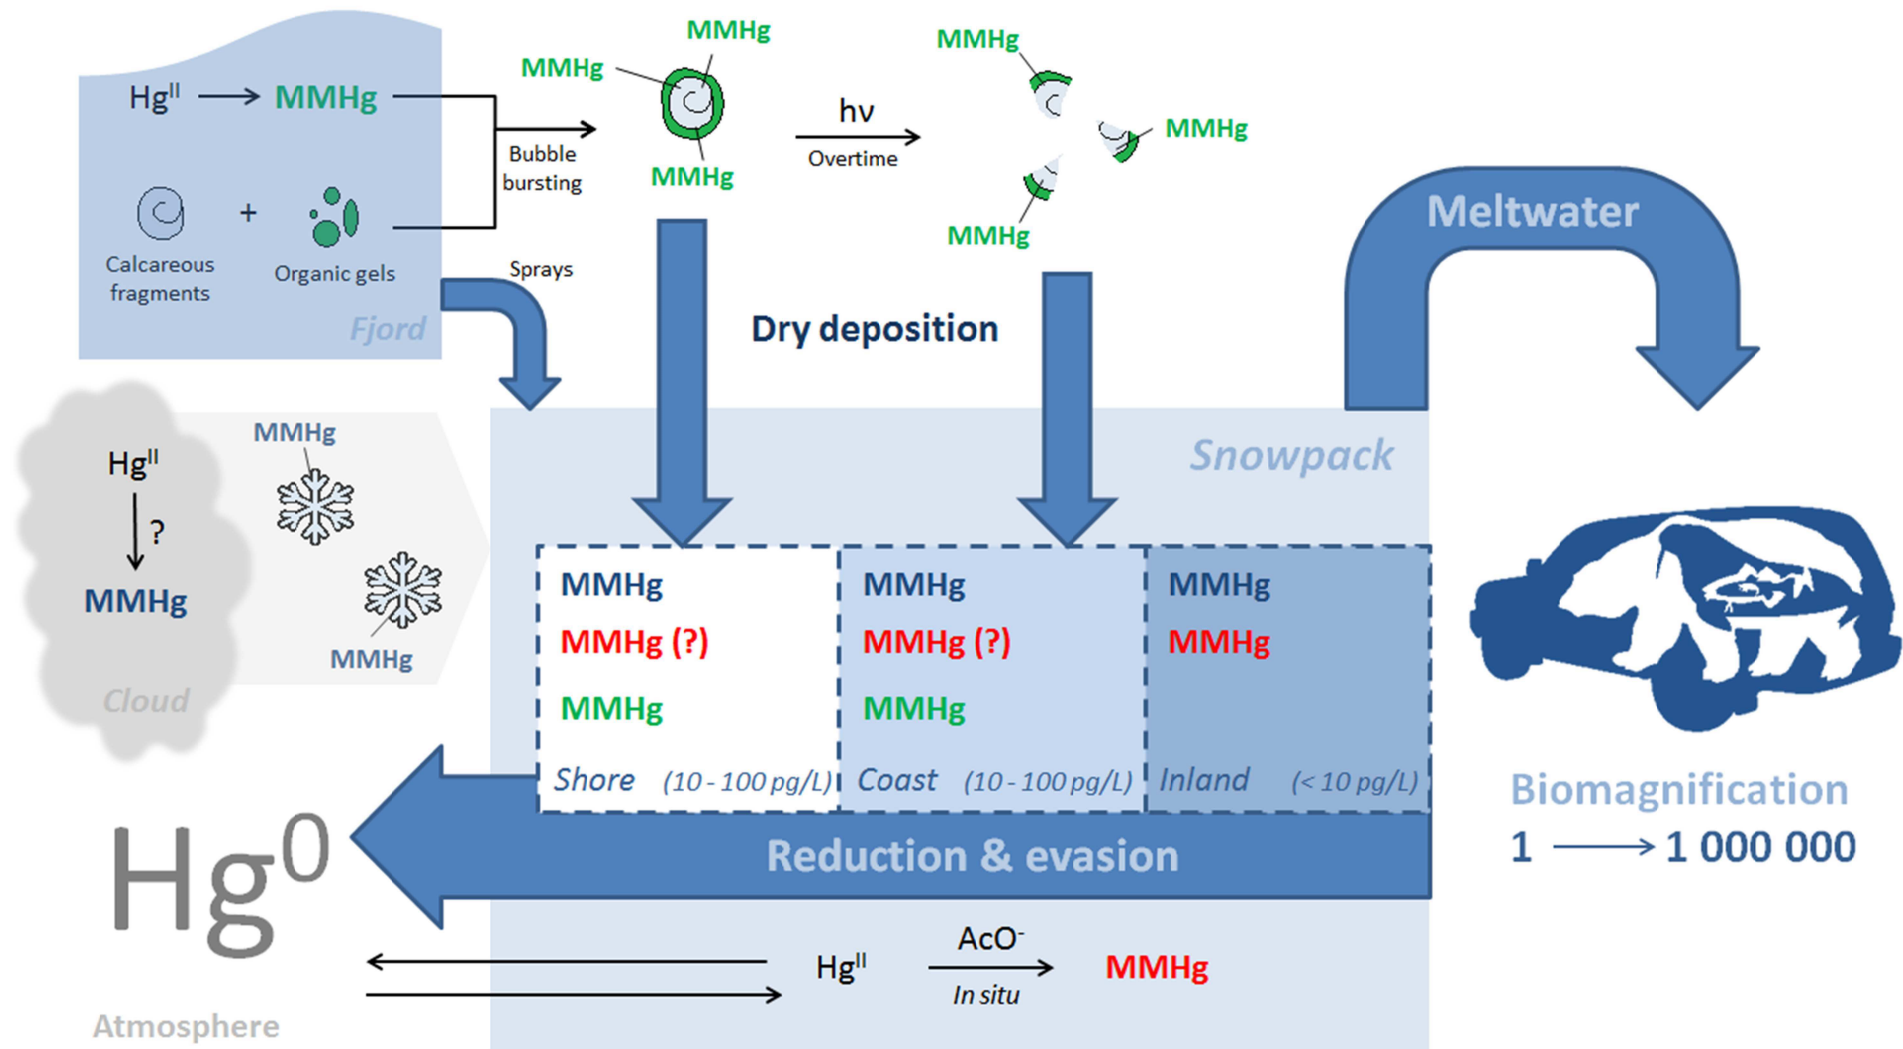 Hg^II → MMHg
Calcareous
fragments
+
Organic gels
Fjord
Bubble
bursting
Sprays
MMHg
MMHg
MMHg
hν
Overtime
MMHg
MMHg
MMHg
Dry deposition
Meltwater
Hg^II
?
MMHg
Cloud
MMHg
MMHg
Snowpack
MMHg
MMHg (?)
MMHg
Shore (10 - 100 pg/L)
MMHg
MMHg (?)
MMHg
Coast (10 - 100 pg/L)
MMHg
MMHg
Inland (< 10 pg/L)
Reduction & evasion
Hg^0
Atmosphere
Hg^II
AcO^-
In situ
MMHg
Biomagnification
1 → 1 000 000